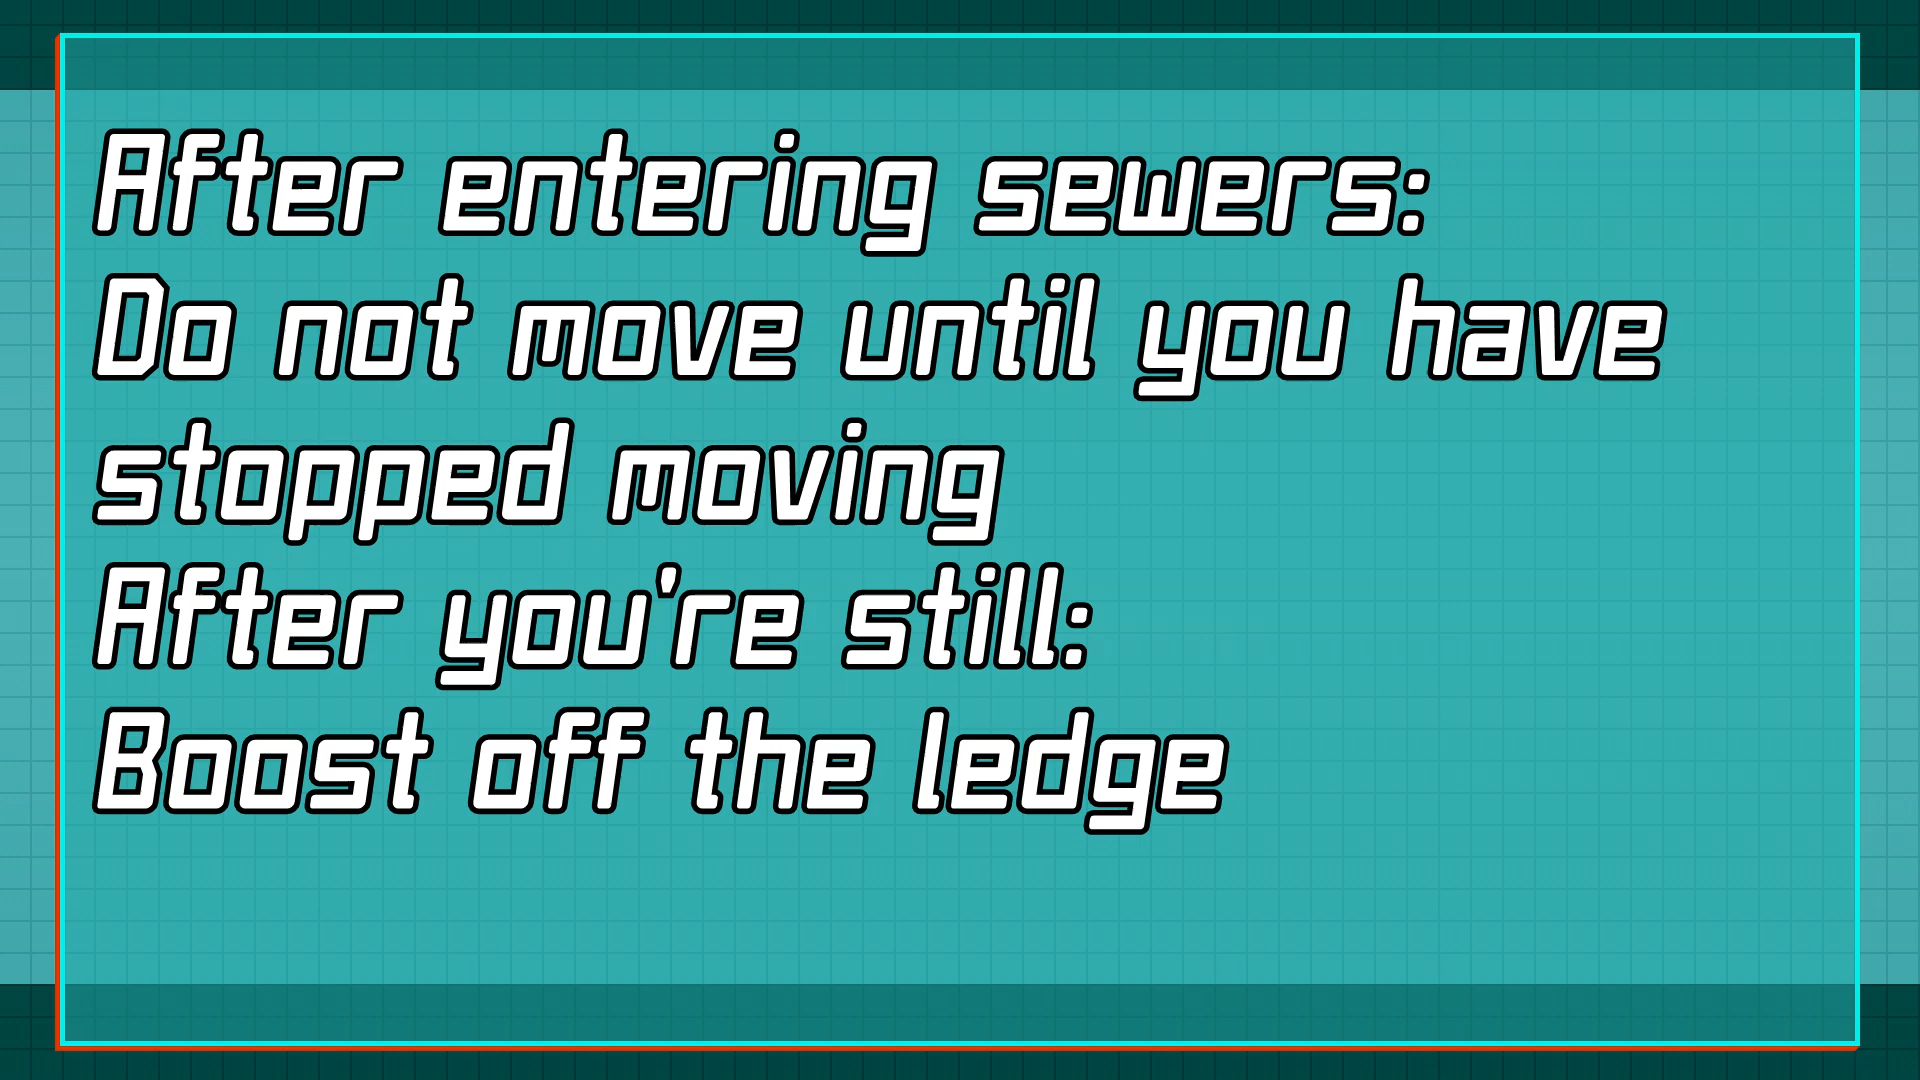 After entering sewers:
Do not move until you have
stopped moving
After you're still:
Boost off the ledge